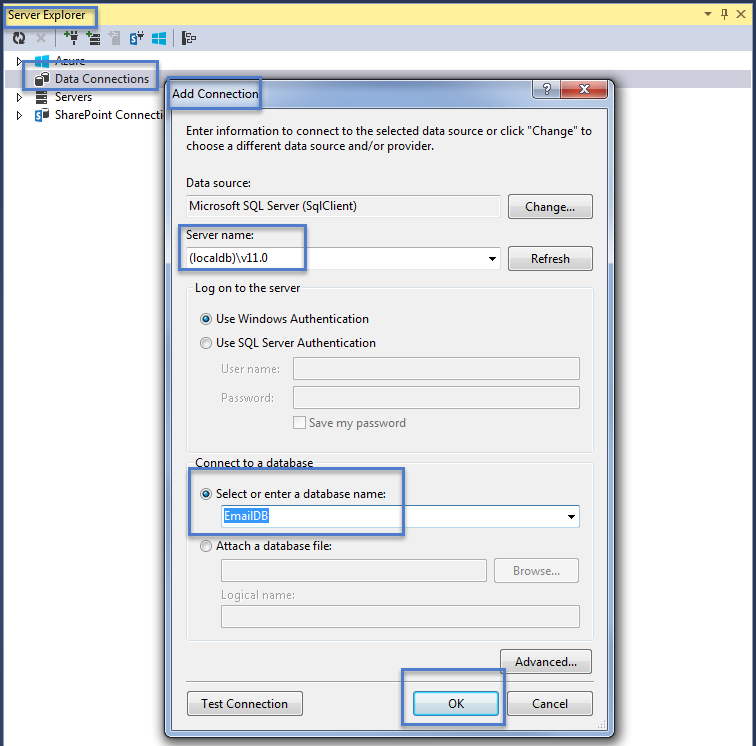 Server Explorer
Azure
Data Connections
Servers
SharePoint Connecti
Add Connection
?
Enter information to connect to the selected data source or click "Change" to
choose a different data source and/or provider.
Data source:
Microsoft SQL Server (SqlClient)
Change...
Server name:
(localdb)\v11.0
Refresh
Log on to the server
Use Windows Authentication
Use SQL Server Authentication
User name:
Password:
Save my password
Connect to a database
Select or enter a database name:
EmailDB
Attach a database file:
Browse...
Logical name:
Advanced...
Test Connection
OK
Cancel